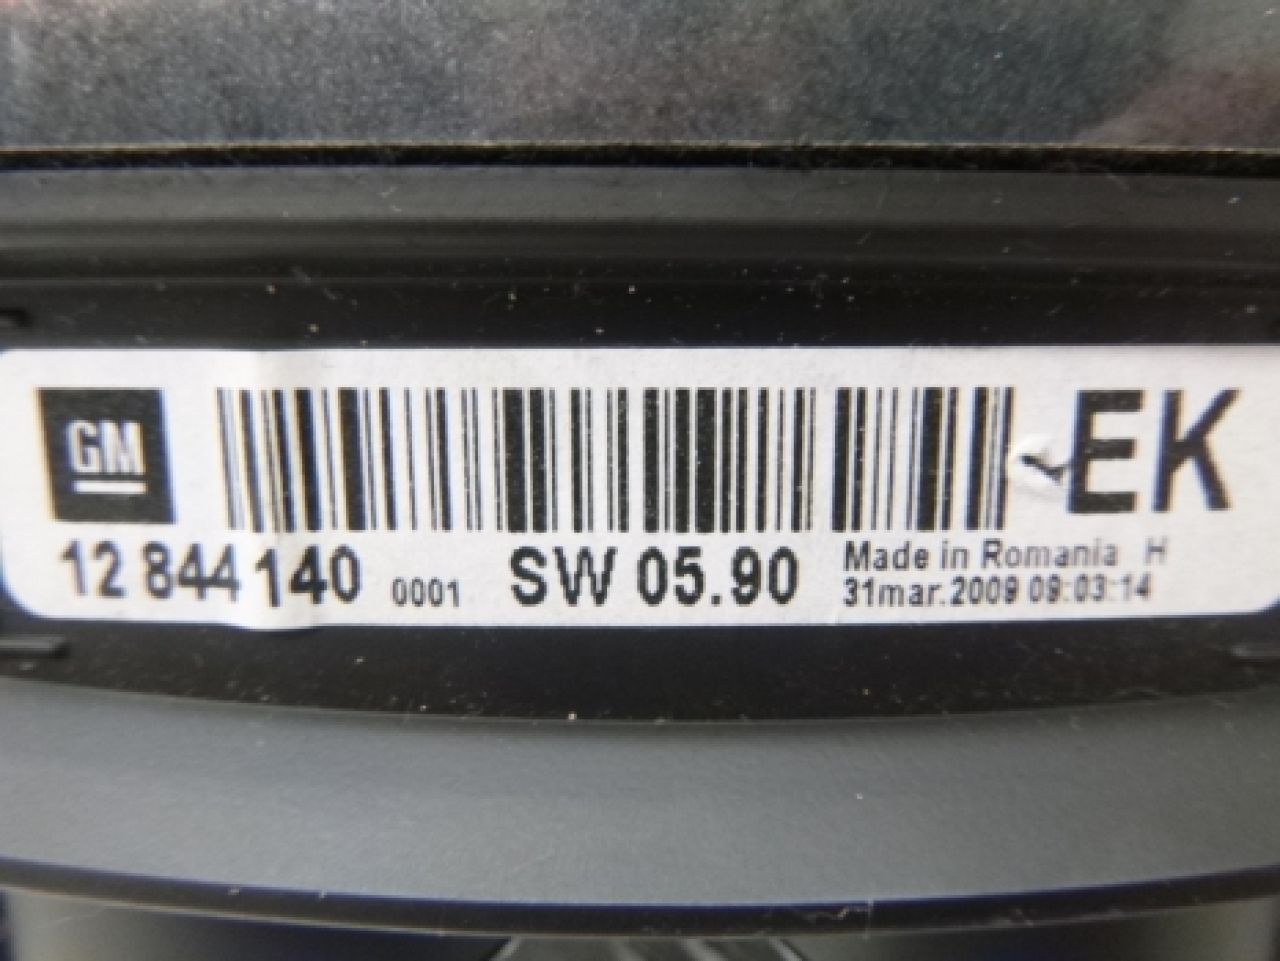 GM
EK
12 844 140 0001 SW 05.90
Made in Romania H
31mar.2009 09:03:14